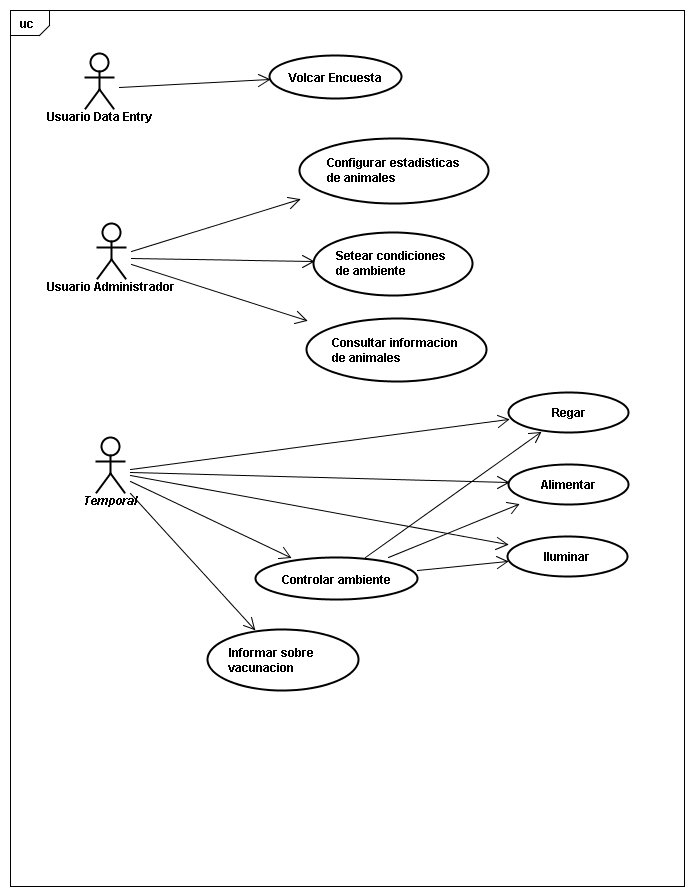 uc
Volcar Encuesta
Usuario Data Entry
Configurar estadisticas
de animales
Setear condiciones
de ambiente
Usuario Administrador
Consultar informacion
de animales
Regar
Temporal
Alimentar
Iluminar
Controlar ambiente
Informar sobre
vacunacion